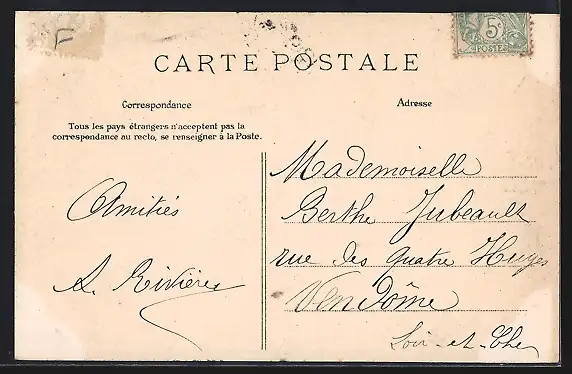 F
5c
POSTES
CARTE POSTALE
Correspondance
Adresse
Tous les pays étrangers n'acceptent pas la
correspondance au recto, se renseigner à la Poste.
Amitiés
A. Rivière
Mademoiselle
Berthe Jubeault
rue des Quatre Huyes
Vendôme
Loir-et-Cher